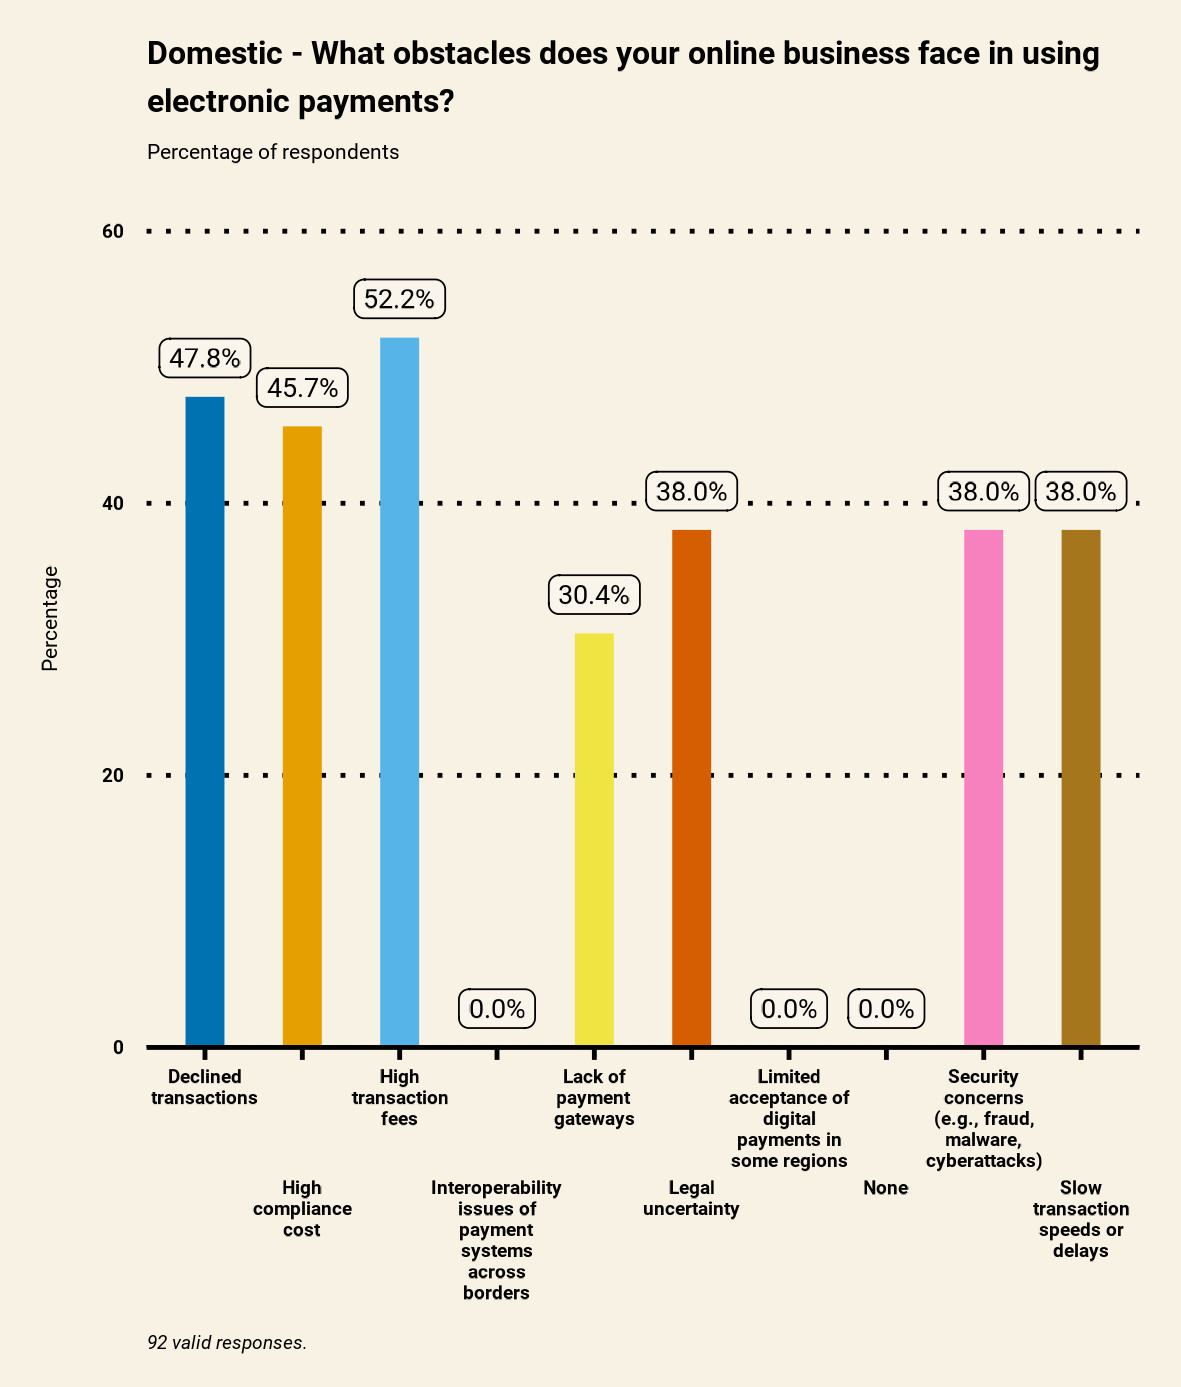 Domestic - What obstacles does your online business face in using
electronic payments?
Percentage of respondents
60
52.2%
47.8%
45.7%
38.0%
38.0%
38.0%
40
30.4%
Percentage
20
0.0%
0.0%
0.0%
0
Declined
transactions
High
compliance
cost
High
transaction
fees
Interoperability
issues of
payment
systems
across
borders
Lack of
payment
gateways
Legal
uncertainty
Limited
acceptance of
digital
payments in
some regions
None
Security
concerns
(e.g., fraud,
malware,
cyberattacks)
Slow
transaction
speeds or
delays
92 valid responses.